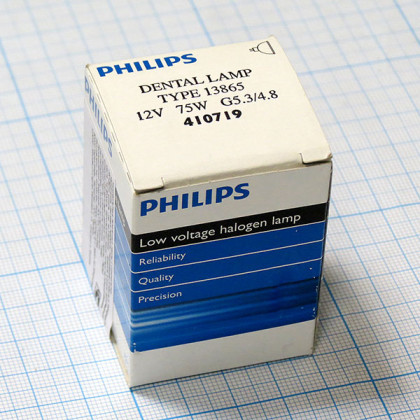 PHILIPS
DENTAL LAMP
TYPE 13865
12V 75W G5.3/4.8
410719
PHILIPS
Low voltage halogen lamp
Reliability
Quality
Precision